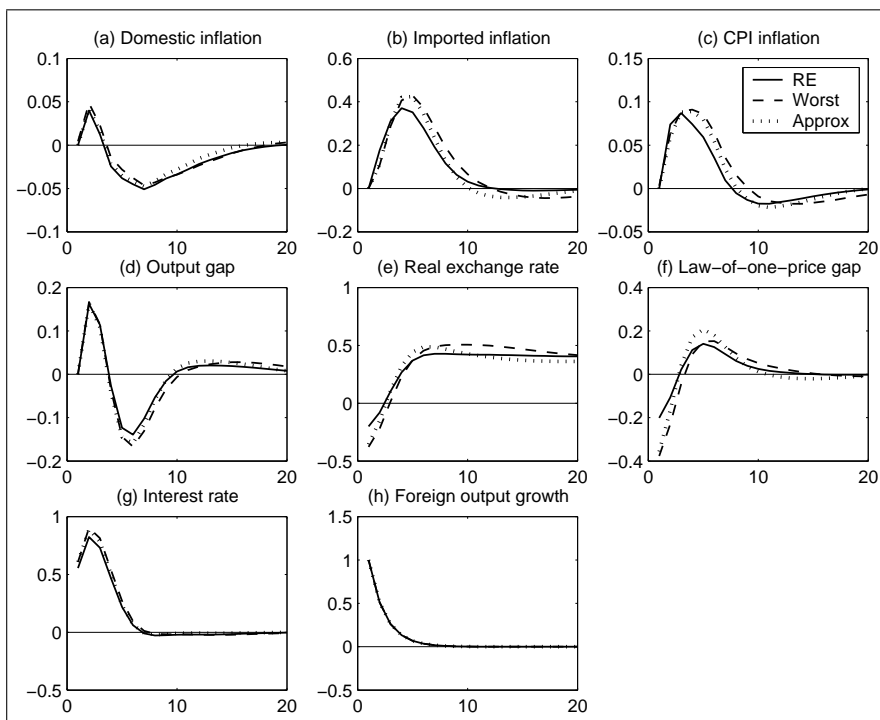 (a) Domestic inflation
0.1
0.05
0
−0.05
−0.1
0 10 20
(b) Imported inflation
0.6
0.4
0.2
0
−0.2
0 10 20
(c) CPI inflation
0.15
0.1
0.05
0
−0.05
0 10 20
RE
Worst
Approx
(d) Output gap
0.2
0.1
0
−0.1
−0.2
0 10 20
(e) Real exchange rate
1
0.5
0
−0.5
0 10 20
(f) Law−of−one−price gap
0.4
0.2
0
−0.2
−0.4
0 10 20
(g) Interest rate
1
0.5
0
−0.5
0 10 20
(h) Foreign output growth
1.5
1
0.5
0
−0.5
0 10 20